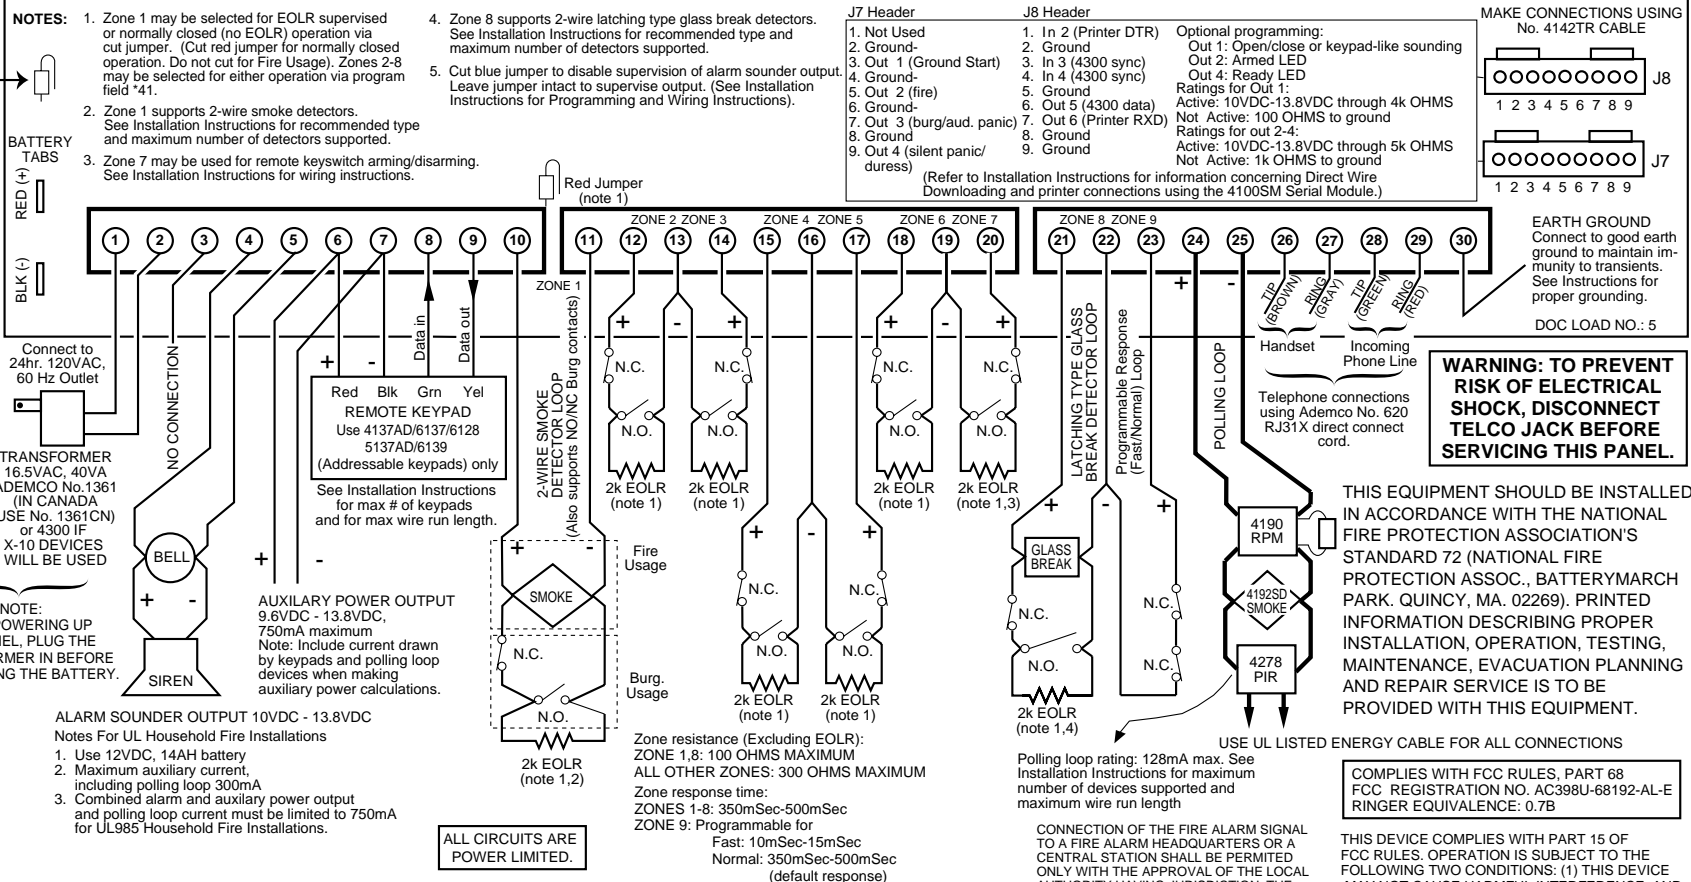 NOTES:
1. Zone 1 may be selected for EOLR supervised
or normally closed (no EOLR) operation via
cut jumper. (Cut red jumper for normally closed
operation. Do not cut for Fire Usage). Zones 2-8
may be selected for either operation via program
field *41.
2. Zone 1 supports 2-wire smoke detectors.
See Installation Instructions for recommended type
and maximum number of detectors supported.
3. Zone 7 may be used for remote keyswitch arming/disarming.
See Installation Instructions for wiring instructions.
4. Zone 8 supports 2-wire latching type glass break detectors.
See Installation Instructions for recommended type and
maximum number of detectors supported.
5. Cut blue jumper to disable supervision of alarm sounder output.
Leave jumper intact to supervise output. (See Installation
Instructions for Programming and Wiring Instructions).
J7 Header
1. Not Used
2. Ground-
3. Out 1 (Ground Start)
4. Ground-
5. Out 2 (fire)
6. Ground-
7. Out 3 (burg/aud. panic)
8. Ground
9. Out 4 (silent panic/
duress)
J8 Header
1. In 2 (Printer DTR)
2. Ground
3. In 3 (4300 sync)
4. In 4 (4300 sync)
5. Ground
6. Out 5 (4300 data)
7. Out 6 (Printer RXD)
8. Ground
9. Ground
Optional programming:
Out 1: Open/close or keypad-like sounding
Out 2: Armed LED
Out 4: Ready LED
Ratings for Out 1:
Active: 10VDC-13.8VDC through 4k OHMS
Not Active: 100 OHMS to ground
Ratings for out 2-4:
Active: 10VDC-13.8VDC through 5k OHMS
Not Active: 1k OHMS to ground
(Refer to Installation Instructions for information concerning Direct Wire
Downloading and printer connections using the 4100SM Serial Module.)
MAKE CONNECTIONS USING
No. 4142TR CABLE
J8
1 2 3 4 5 6 7 8 9
J7
1 2 3 4 5 6 7 8 9
BATTERY
TABS
RED (+)
BLK (-)
Red Jumper
(note 1)
ZONE 2 ZONE 3 ZONE 4 ZONE 5 ZONE 6 ZONE 7 ZONE 8 ZONE 9
1 2 3 4 5 6 7 8 9 10 11 12 13 14 15 16 17 18 19 20 21 22 23 24 25 26 27 28 29 30
ZONE 1
EARTH GROUND
Connect to good earth
ground to maintain im-
munity to transients.
See Instructions for
proper grounding.
DOC LOAD NO.: 5
Connect to
24hr. 120VAC,
60 Hz Outlet
TRANSFORMER
16.5VAC, 40VA
ADEMCO No.1361
(IN CANADA
USE No. 1361CN)
or 4300 IF
X-10 DEVICES
WILL BE USED
NOTE:
POWERING UP
NEL, PLUG THE
RMER IN BEFORE
NG THE BATTERY.
NO CONNECTION
BELL
+ -
SIREN
ALARM SOUNDER OUTPUT 10VDC - 13.8VDC
Notes For UL Household Fire Installations
1. Use 12VDC, 14AH battery
2. Maximum auxiliary current,
including polling loop 300mA
3. Combined alarm and auxilary power output
and polling loop current must be limited to 750mA
for UL985 Household Fire Installations.
+ -
AUXILARY POWER OUTPUT
9.6VDC - 13.8VDC,
750mA maximum
Note: Include current drawn
by keypads and polling loop
devices when making
auxiliary power calculations.
+ -
Data in
Data out
Red Blk Grn Yel
REMOTE KEYPAD
Use 4137AD/6137/6128
5137AD/6139
(Addressable keypads) only
See Installation Instructions
for max # of keypads
and for max wire run length.
2-WIRE SMOKE
DETECTOR LOOP
(Also supports NO/NC Burg contacts)
+ -
SMOKE
Fire
Usage
N.C.
N.O.
Burg.
Usage
2k EOLR
(note 1,2)
ALL CIRCUITS ARE
POWER LIMITED.
+ - +
N.C. N.C.
N.O. N.O.
2k EOLR
(note 1)
2k EOLR
(note 1)
+ - +
N.C. N.C.
N.O. N.O.
2k EOLR
(note 1)
2k EOLR
(note 1)
+ - +
N.C. N.C.
N.O. N.O.
2k EOLR
(note 1)
2k EOLR
(note 1,3)
Zone resistance (Excluding EOLR):
ZONE 1,8: 100 OHMS MAXIMUM
ALL OTHER ZONES: 300 OHMS MAXIMUM
Zone response time:
ZONES 1-8: 350mSec-500mSec
ZONE 9: Programmable for
Fast: 10mSec-15mSec
Normal: 350mSec-500mSec
(default response)
LATCHING TYPE GLASS
BREAK DETECTOR LOOP
Programmable Response
(Fast/Normal) Loop
+ - +
GLASS
BREAK
N.C.
N.O.
N.C.
N.C.
2k EOLR
(note 1,4)
+ -
POLLING LOOP
4190
RPM
4192SD
SMOKE
4278
PIR
Polling loop rating: 128mA max. See
Installation Instructions for maximum
number of devices supported and
maximum wire run length
TIP
(BROWN)
RING
(GRAY)
TIP
(GREEN)
RING
(RED)
Handset
Incoming
Phone Line
Telephone connections
using Ademco No. 620
RJ31X direct connect
cord.
WARNING: TO PREVENT
RISK OF ELECTRICAL
SHOCK, DISCONNECT
TELCO JACK BEFORE
SERVICING THIS PANEL.
THIS EQUIPMENT SHOULD BE INSTALLED
IN ACCORDANCE WITH THE NATIONAL
FIRE PROTECTION ASSOCIATION'S
STANDARD 72 (NATIONAL FIRE
PROTECTION ASSOC., BATTERYMARCH
PARK. QUINCY, MA. 02269). PRINTED
INFORMATION DESCRIBING PROPER
INSTALLATION, OPERATION, TESTING,
MAINTENANCE, EVACUATION PLANNING
AND REPAIR SERVICE IS TO BE
PROVIDED WITH THIS EQUIPMENT.
USE UL LISTED ENERGY CABLE FOR ALL CONNECTIONS
COMPLIES WITH FCC RULES, PART 68
FCC REGISTRATION NO. AC398U-68192-AL-E
RINGER EQUIVALENCE: 0.7B
CONNECTION OF THE FIRE ALARM SIGNAL
TO A FIRE ALARM HEADQUARTERS OR A
CENTRAL STATION SHALL BE PERMITED
ONLY WITH THE APPROVAL OF THE LOCAL
THIS DEVICE COMPLIES WITH PART 15 OF
FCC RULES. OPERATION IS SUBJECT TO THE
FOLLOWING TWO CONDITIONS: (1) THIS DEVICE